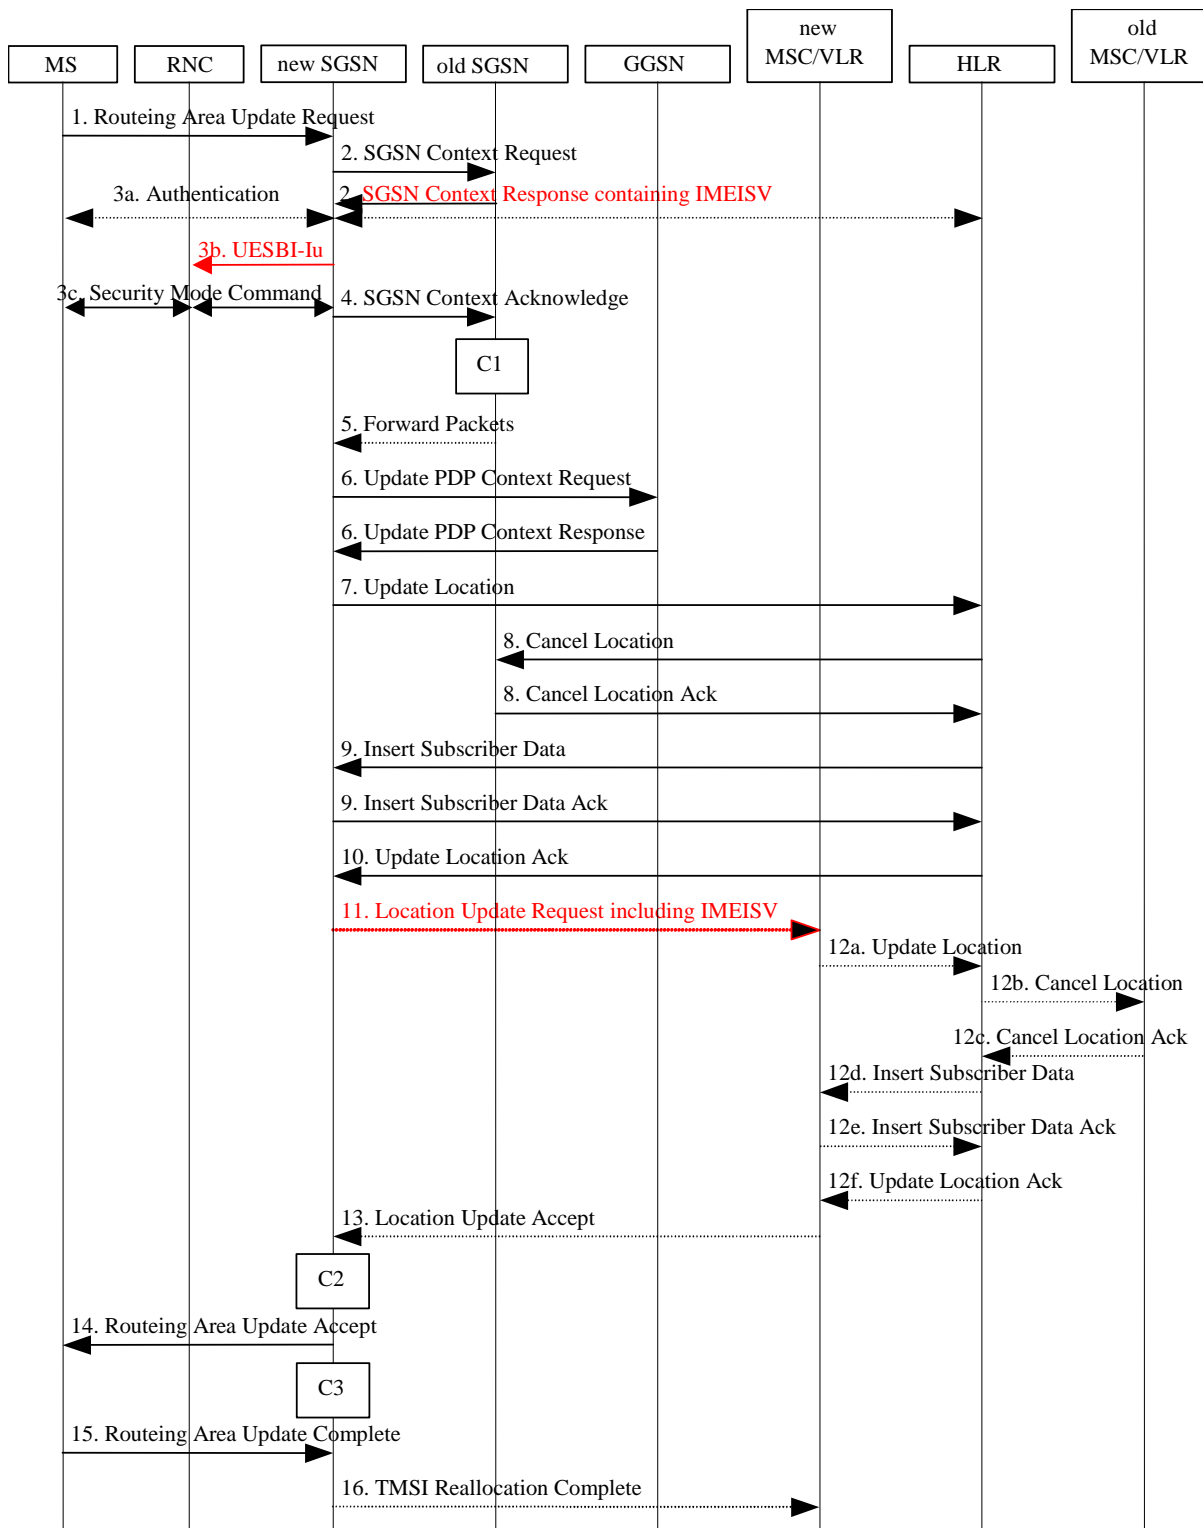 new
MSC/VLR
old
MSC/VLR
MS
RNC
new SGSN
old SGSN
GGSN
HLR
1. Routeing Area Update Request
2. SGSN Context Request
3a. Authentication
2. SGSN Context Response containing IMEISV
3b. UESBI-Iu
3c. Security Mode Command
4. SGSN Context Acknowledge
C1
5. Forward Packets
6. Update PDP Context Request
6. Update PDP Context Response
7. Update Location
8. Cancel Location
8. Cancel Location Ack
9. Insert Subscriber Data
9. Insert Subscriber Data Ack
10. Update Location Ack
11. Location Update Request including IMEISV
12a. Update Location
12b. Cancel Location
12c. Cancel Location Ack
12d. Insert Subscriber Data
12e. Insert Subscriber Data Ack
12f. Update Location Ack
13. Location Update Accept
C2
14. Routeing Area Update Accept
C3
15. Routeing Area Update Complete
16. TMSI Reallocation Complete